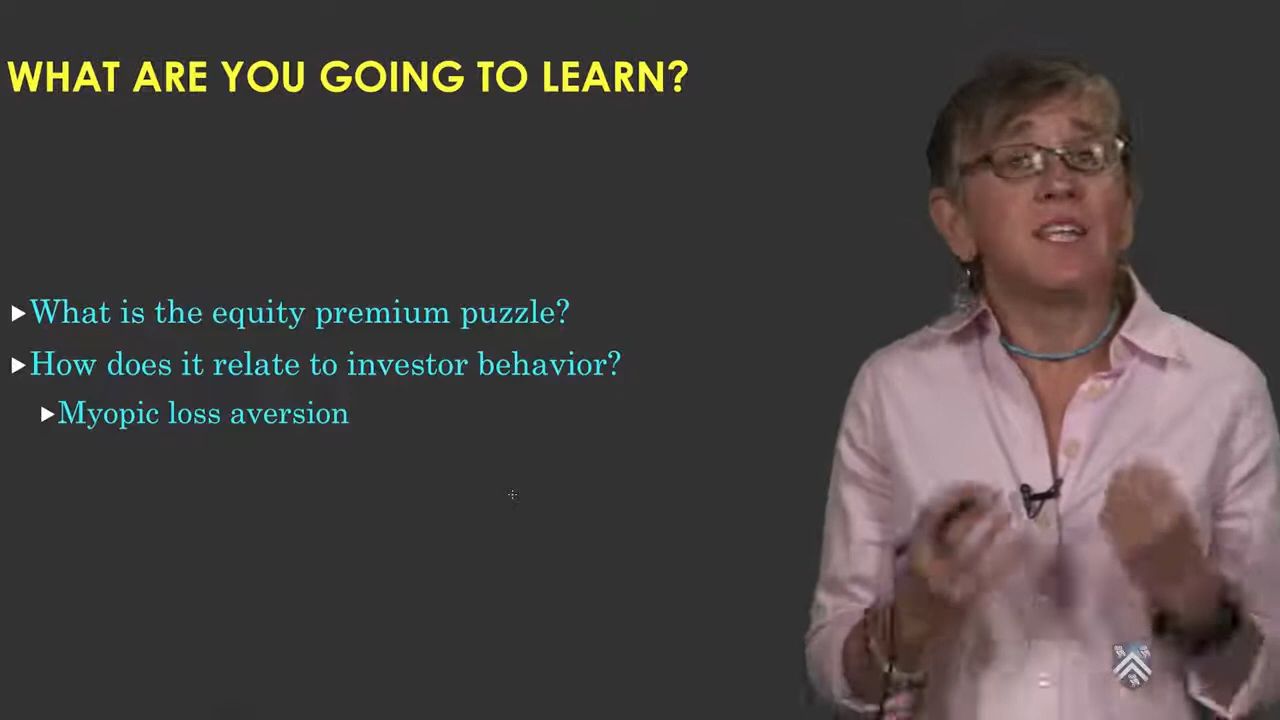 WHAT ARE YOU GOING TO LEARN?
What is the equity premium puzzle?
How does it relate to investor behavior?
Myopic loss aversion